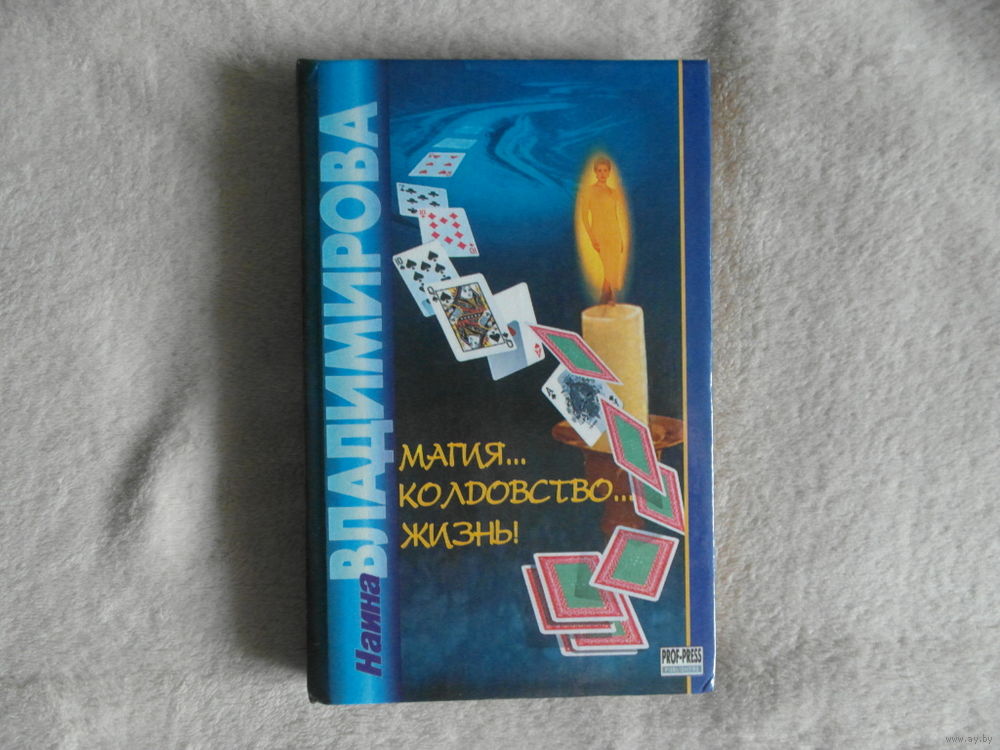 Наина
ВЛАДИМИРОВА
МАГИЯ...
КОЛДОВСТВО...
ЖИЗНЬ!
PROF-PRESS
www.ay.by